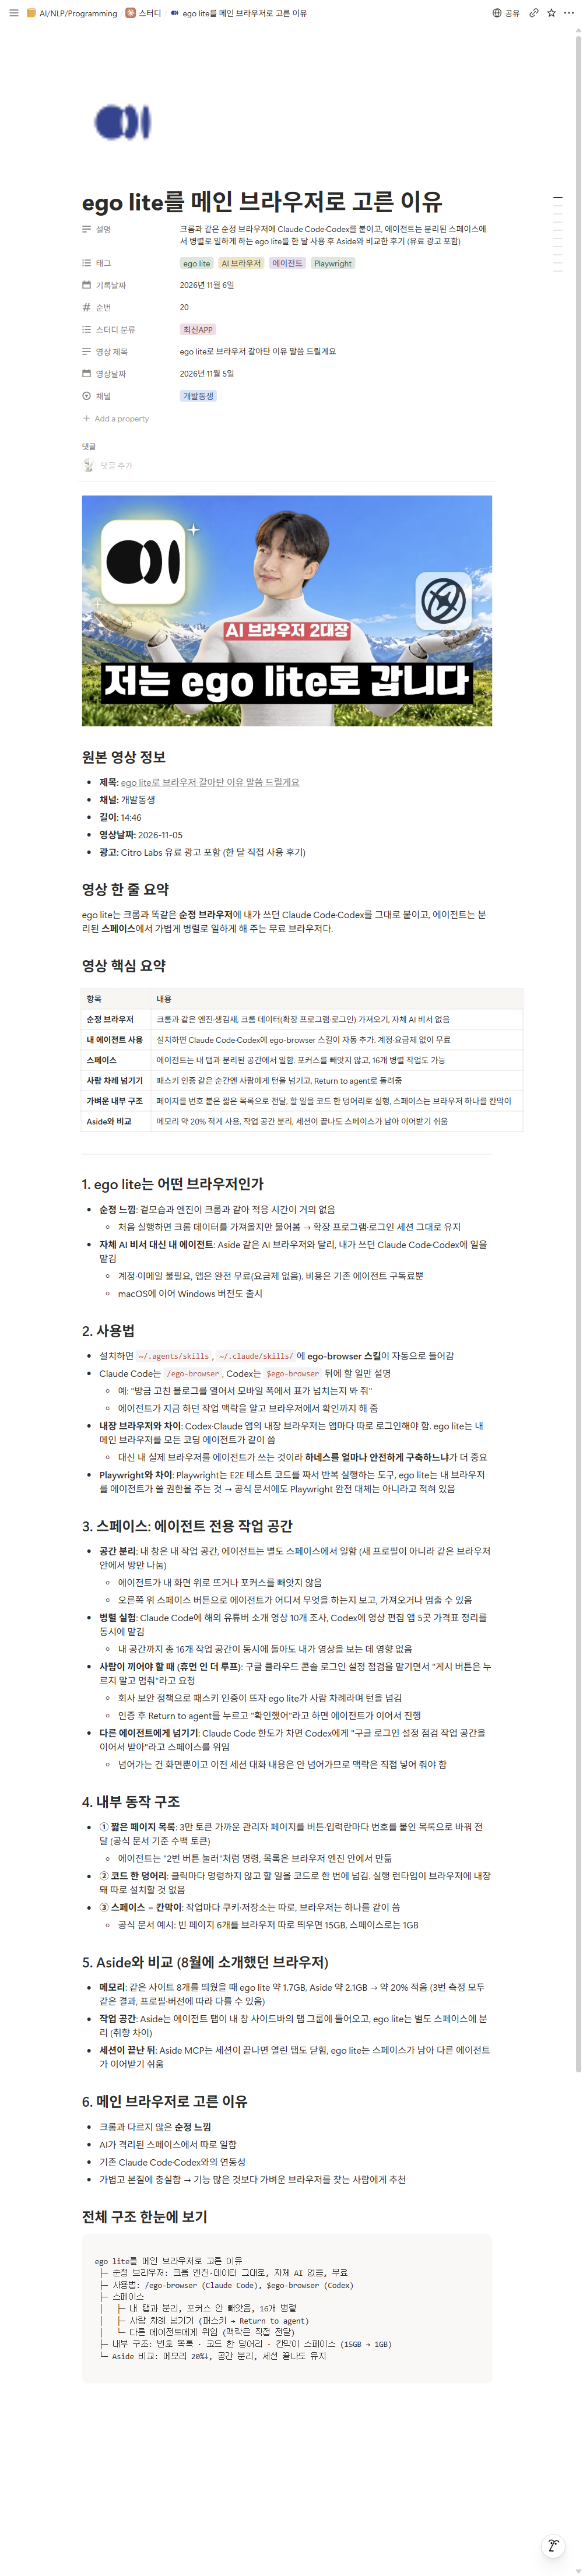 AI/NLP/Programming / 스터디 / ego lite를 메인 브라우저로 고른 이유
공유
ego lite를 메인 브라우저로 고른 이유
설명
크롬과 같은 순정 브라우저에 Claude Code·Codex를 붙이고, 에이전트는 분리된 스페이스에
서 병렬로 일하게 하는 ego lite를 한 달 사용 후 Aside와 비교한 후기 (유료 광고 포함)
태그
ego lite AI 브라우저 에이전트 Playwright
기록날짜
2026년 11월 6일
순번
20
스터디 분류
최신APP
영상 제목
ego lite로 브라우저 갈아탄 이유 말씀 드릴게요
영상날짜
2026년 11월 5일
채널
개발동생
Add a property
댓글
댓글 추가
AI 브라우저 2대장
저는 ego lite로 갑니다
원본 영상 정보
제목: ego lite로 브라우저 갈아탄 이유 말씀 드릴게요
채널: 개발동생
길이: 14:46
영상날짜: 2026-11-05
광고: Citro Labs 유료 광고 포함 (한 달 직접 사용 후기)
영상 한 줄 요약
ego lite는 크롬과 똑같은 순정 브라우저에 내가 쓰던 Claude Code·Codex를 그대로 붙이고, 에이전트는 분
리된 스페이스에서 가볍게 병렬로 일하게 해 주는 무료 브라우저다.
영상 핵심 요약
항목 내용
순정 브라우저 크롬과 같은 엔진·생김새, 크롬 데이터(확장 프로그램·로그인) 가져오기, 자체 AI 비서 없음
내 에이전트 사용 설치하면 Claude Code·Codex에 ego-browser 스킬이 자동 추가. 계정·요금제 없이 무료
스페이스 에이전트는 내 탭과 분리된 공간에서 일함. 포커스를 빼앗지 않고, 16개 병렬 작업도 가능
사람 차례 넘기기 패스키 인증 같은 순간엔 사람에게 턴을 넘기고, Return to agent로 돌려줌
가벼운 내부 구조 페이지를 번호 붙은 짧은 목록으로 전달, 할 일을 코드 한 덩어리로 실행, 스페이스는 브라우저 하나를 칸막이
Aside와 비교 메모리 약 20% 적게 사용, 작업 공간 분리, 세션이 끝나도 스페이스가 남아 이어받기 쉬움
1. ego lite는 어떤 브라우저인가
순정 느낌: 겉모습과 엔진이 크롬과 같아 적응 시간이 거의 없음
처음 실행하면 크롬 데이터를 가져올지만 물어봄 → 확장 프로그램·로그인 세션 그대로 유지
자체 AI 비서 대신 내 에이전트: Aside 같은 AI 브라우저와 달리, 내가 쓰던 Claude Code·Codex에 일을
맡김
계정·이메일 불필요, 앱은 완전 무료(요금제 없음). 비용은 기존 에이전트 구독료뿐
macOS에 이어 Windows 버전도 출시
2. 사용법
설치하면 ~/.agents/skills , ~/.claude/skills/ 에 ego-browser 스킬이 자동으로 들어감
Claude Code는 /ego-browser , Codex는 $ego-browser 뒤에 할 일만 설명
예: "방금 고친 블로그를 열어서 모바일 폭에서 표가 넘치는지 봐 줘"
에이전트가 지금 하던 작업 맥락을 알고 브라우저에서 확인까지 해 줌
내장 브라우저와 차이: Codex·Claude 앱의 내장 브라우저는 앱마다 따로 로그인해야 함. ego lite는 내
메인 브라우저를 모든 코딩 에이전트가 같이 씀
대신 내 실제 브라우저를 에이전트가 쓰는 것이라 하네스를 얼마나 안전하게 구축하느냐가 더 중요
Playwright와 차이: Playwright는 E2E 테스트 코드를 짜서 반복 실행하는 도구, ego lite는 내 브라우저
를 에이전트가 쓸 권한을 주는 것 → 공식 문서에도 Playwright 완전 대체는 아니라고 적혀 있음
3. 스페이스: 에이전트 전용 작업 공간
공간 분리: 내 창은 내 작업 공간, 에이전트는 별도 스페이스에서 일함 (새 프로필이 아니라 같은 브라우저
안에서 방만 나눔)
에이전트가 내 화면 위로 뜨거나 포커스를 빼앗지 않음
오른쪽 위 스페이스 버튼으로 에이전트가 어디서 무엇을 하는지 보고, 가져오거나 멈출 수 있음
병렬 실험: Claude Code에 해외 유튜버 소개 영상 10개 조사, Codex에 영상 편집 앱 5곳 가격표 정리를
동시에 맡김
내 공간까지 총 16개 작업 공간이 동시에 돌아도 내가 영상을 보는 데 영향 없음
사람이 끼어야 할 때 (휴먼 인 더 루프): 구글 클라우드 콘솔 로그인 설정 점검을 맡기면서 "게시 버튼은 누
르지 말고 멈춰"라고 요청
회사 보안 정책으로 패스키 인증이 뜨자 ego lite가 사람 차례라며 턴을 넘김
인증 후 Return to agent를 누르고 "확인했어"라고 하면 에이전트가 이어서 진행
다른 에이전트에게 넘기기: Claude Code 한도가 차면 Codex에게 "구글 로그인 설정 점검 작업 공간을
이어서 받아"라고 스페이스를 위임
넘어가는 건 화면뿐이고 이전 세션 대화 내용은 안 넘어가므로 맥락은 직접 넣어 줘야 함
4. 내부 동작 구조
① 짧은 페이지 목록: 3만 토큰 가까운 관리자 페이지를 버튼·입력란마다 번호를 붙인 목록으로 바꿔 전
달 (공식 문서 기준 수백 토큰)
에이전트는 "2번 버튼 눌러"처럼 명령, 목록은 브라우저 엔진 안에서 만듦
② 코드 한 덩어리: 클릭마다 명령하지 않고 할 일을 코드로 한 번에 넘김. 실행 런타임이 브라우저에 내장
돼 따로 설치할 것 없음
③ 스페이스 = 칸막이: 작업마다 쿠키·저장소는 따로, 브라우저는 하나를 같이 씀
공식 문서 예시: 빈 페이지 6개를 브라우저 따로 띄우면 15GB, 스페이스로는 1GB
5. Aside와 비교 (8월에 소개했던 브라우저)
메모리: 같은 사이트 8개를 띄웠을 때 ego lite 약 1.7GB, Aside 약 2.1GB → 약 20% 적음 (3번 측정 모두
같은 결과, 프로필·버전에 따라 다를 수 있음)
작업 공간: Aside는 에이전트 탭이 내 창 사이드바의 탭 그룹에 들어오고, ego lite는 별도 스페이스에 분
리 (취향 차이)
세션이 끝난 뒤: Aside MCP는 세션이 끝나면 열린 탭도 닫힘, ego lite는 스페이스가 남아 다른 에이전트
가 이어받기 쉬움
6. 메인 브라우저로 고른 이유
크롬과 다르지 않은 순정 느낌
AI가 격리된 스페이스에서 따로 일함
기존 Claude Code·Codex와의 연동성
가볍고 본질에 충실함 → 기능 많은 것보다 가벼운 브라우저를 찾는 사람에게 추천
전체 구조 한눈에 보기
ego lite를 메인 브라우저로 고른 이유
├─ 순정 브라우저: 크롬 엔진·데이터 그대로, 자체 AI 없음, 무료
├─ 사용법: /ego-browser (Claude Code), $ego-browser (Codex)
├─ 스페이스
│ ├─ 내 탭과 분리, 포커스 안 빼앗음, 16개 병렬
│ ├─ 사람 차례 넘기기 (패스키 → Return to agent)
│ └─ 다른 에이전트에게 위임 (맥락은 직접 전달)
├─ 내부 구조: 번호 목록 · 코드 한 덩어리 · 칸막이 스페이스 (15GB → 1GB)
└─ Aside 비교: 메모리 20%↓, 공간 분리, 세션 끝나도 유지